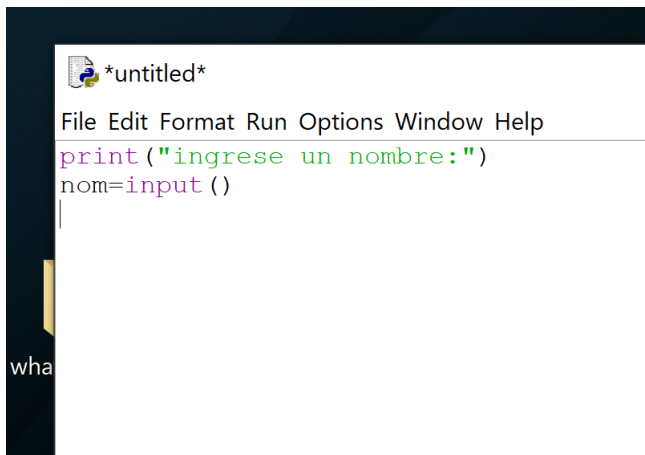 *untitled*
File Edit Format Run Options Window Help
print("ingrese un nombre:")
nom=input()
wha